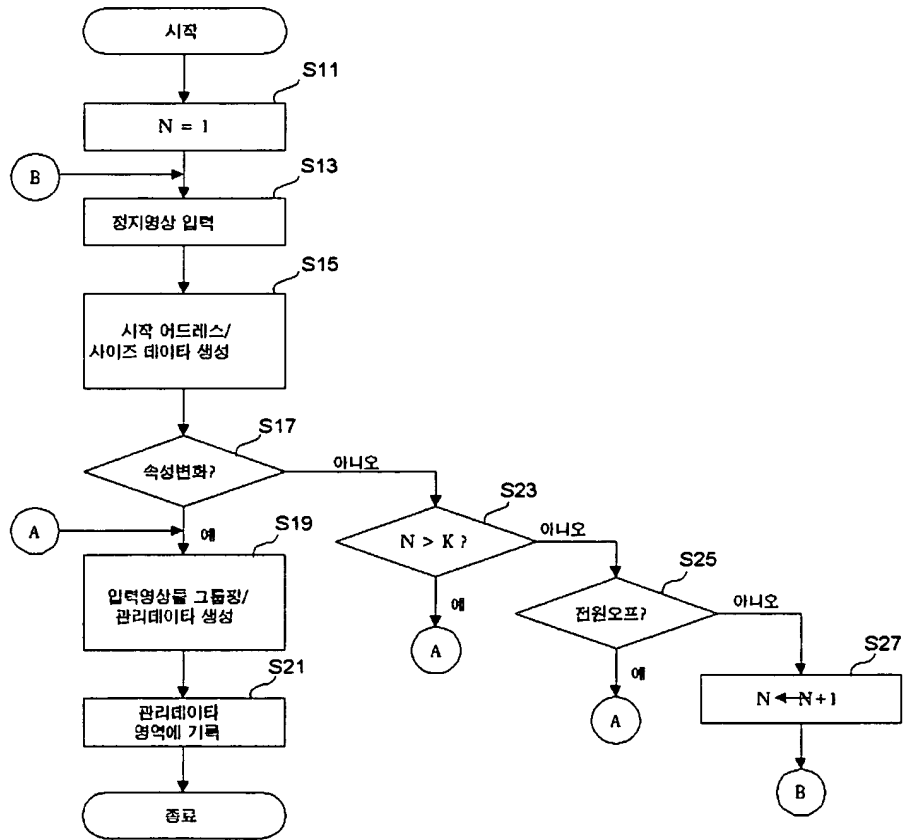 시작
S11
N = 1
B
S13
정지영상 입력
S15
시작 어드레스/
사이즈 데이타 생성
S17
속성변화?
아니오
예
A
S19
입력영상물 그룹핑/
관리데이타 생성
S21
관리데이타
영역에 기록
종료
S23
N > K ?
아니오
예
A
S25
전원오프?
아니오
예
A
S27
N ← N+1
B